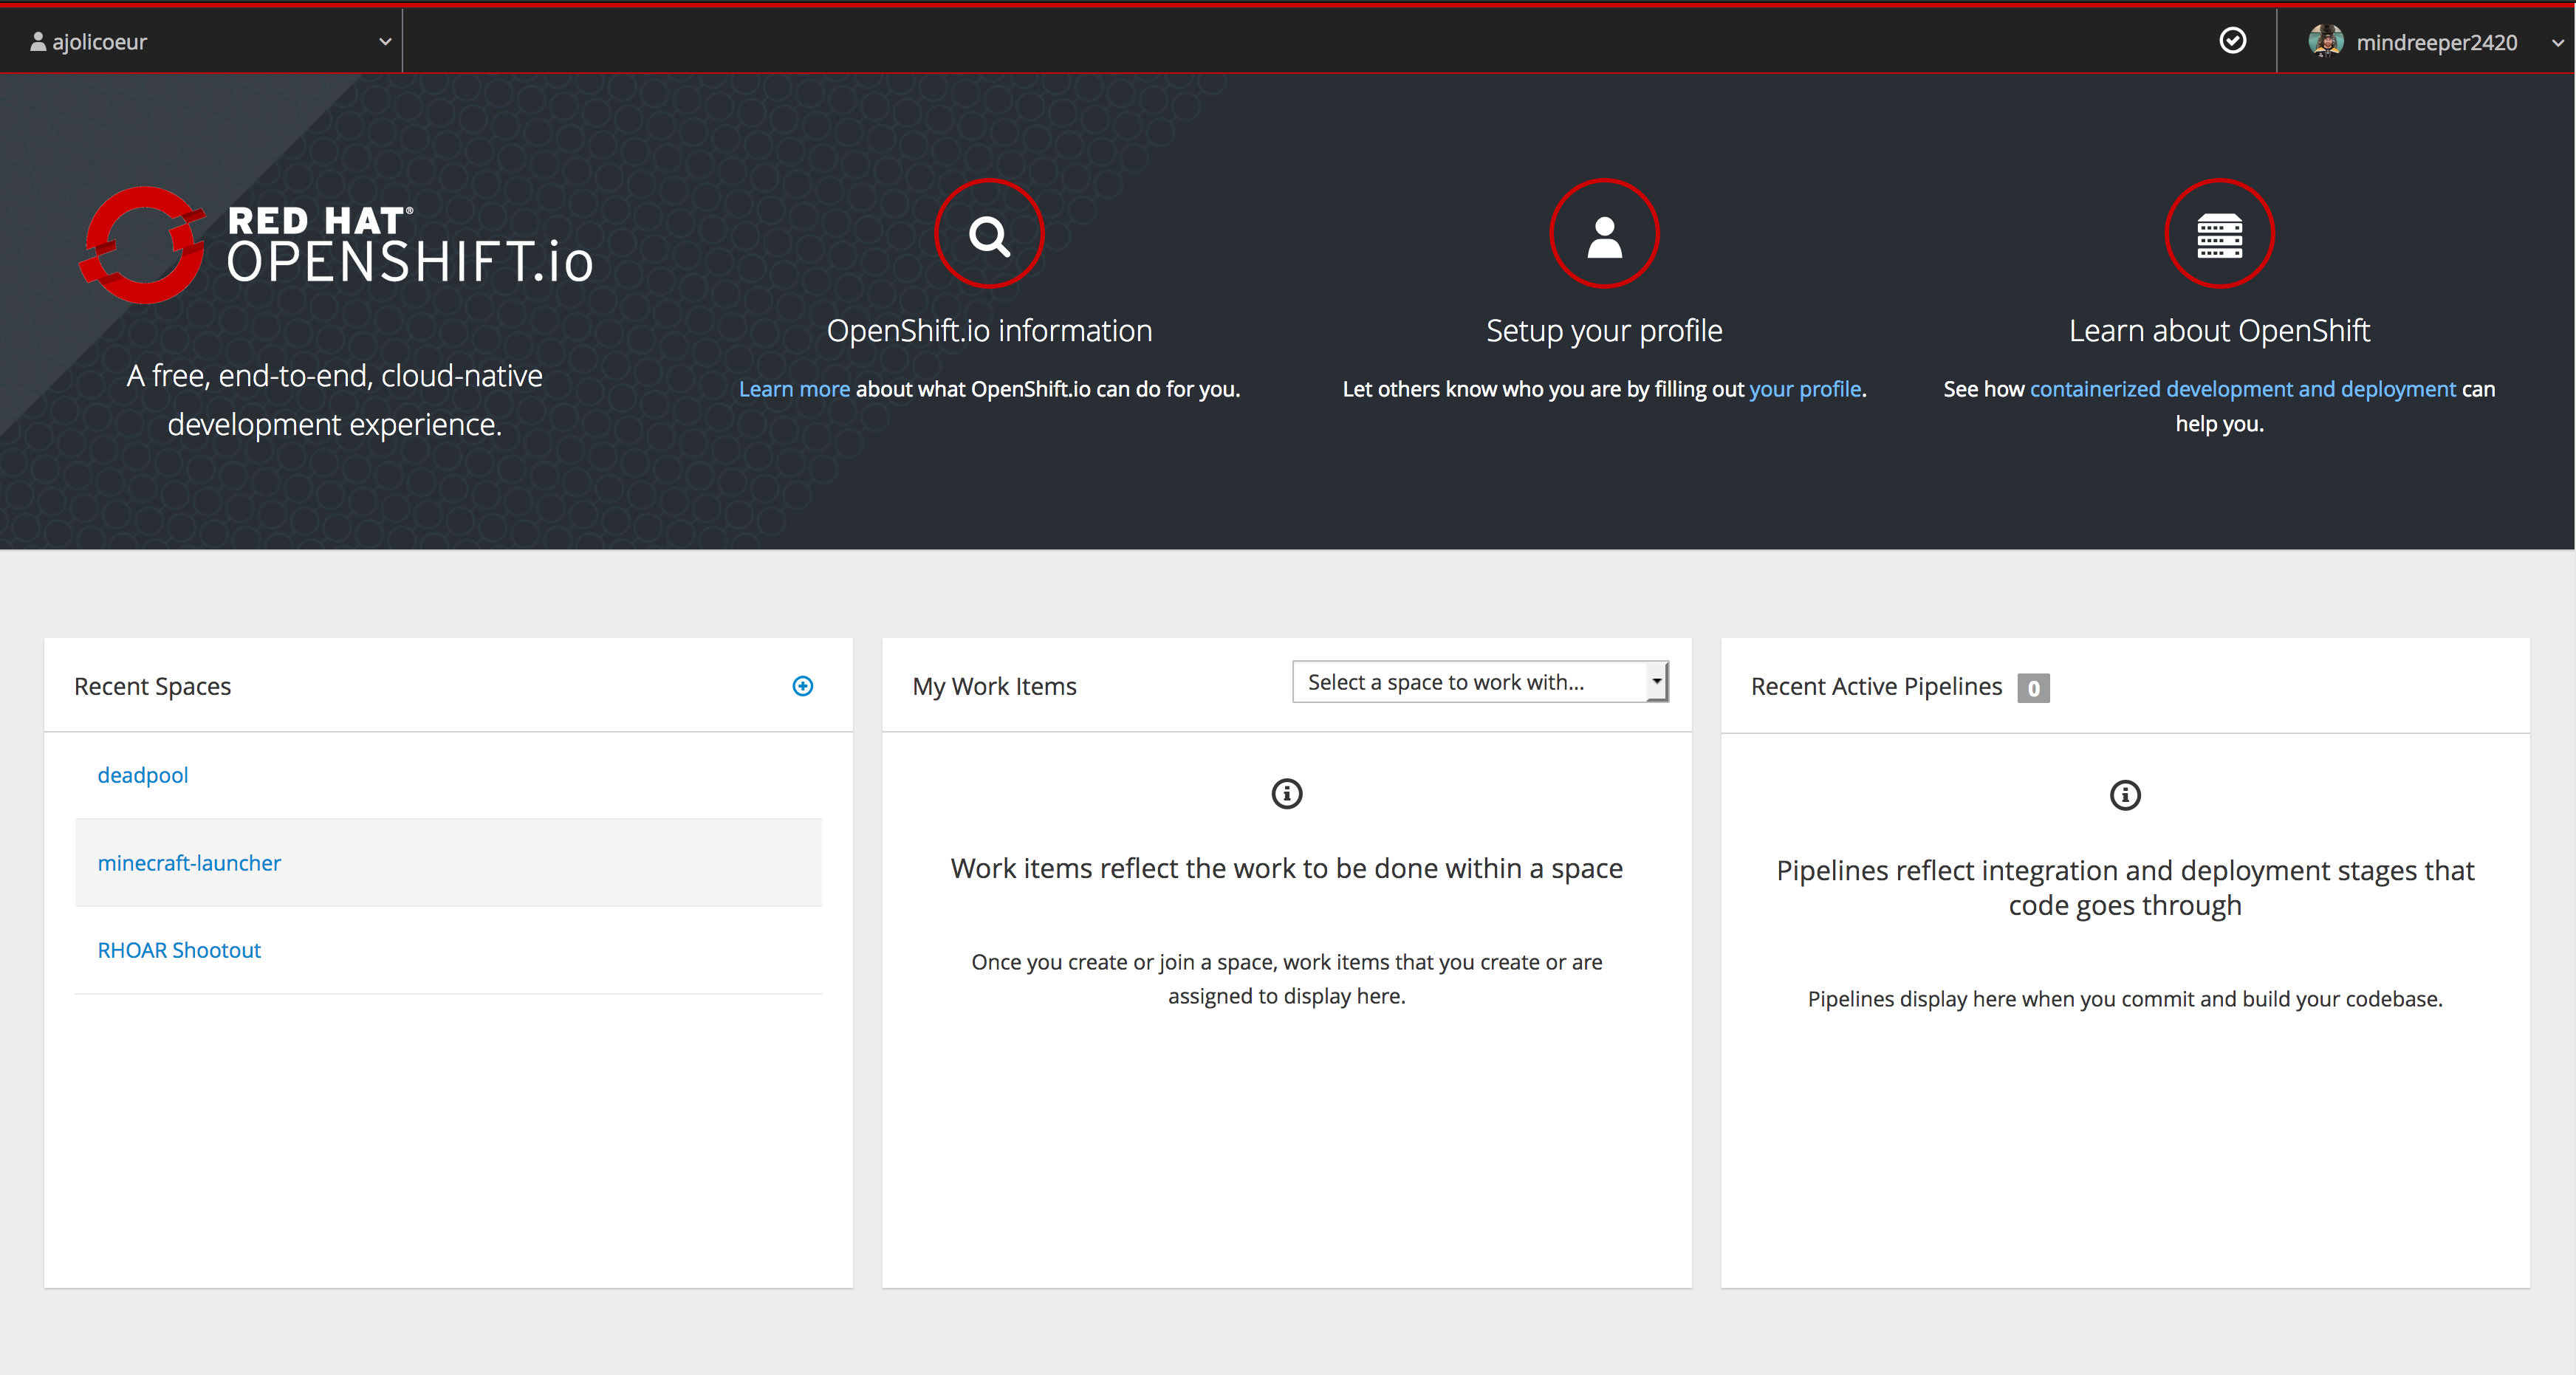 ajolicoeur
mindreeper2420
RED HAT®
OPENSHIFT.io
A free, end-to-end, cloud-native
development experience.
OpenShift.io information
Learn more about what OpenShift.io can do for you.
Setup your profile
Let others know who you are by filling out your profile.
Learn about OpenShift
See how containerized development and deployment can
help you.
Recent Spaces
deadpool
minecraft-launcher
RHOAR Shootout
My Work Items
Select a space to work with...
Work items reflect the work to be done within a space
Once you create or join a space, work items that you create or are
assigned to display here.
Recent Active Pipelines 0
Pipelines reflect integration and deployment stages that
code goes through
Pipelines display here when you commit and build your codebase.